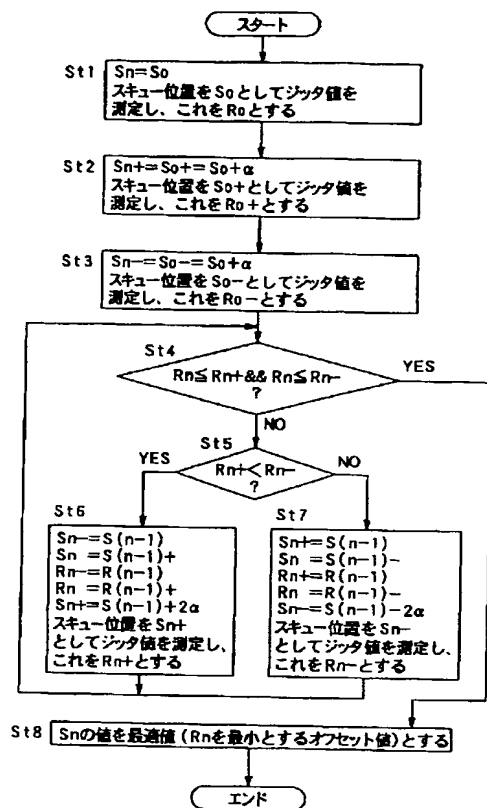 スタート
St1
Sn=So
スキュー位置をSoとしてジッタ値を
測定し、これをRoとする
St2
Sn+=So+=So+α
スキュー位置をSo+としてジッタ値を
測定し、これをRo+とする
St3
Sn-=So-=So+α
スキュー位置をSo-としてジッタ値を
測定し、これをRo-とする
St4
Rn≦Rn+&&Rn≦Rn-
?
YES
NO
St5
Rn+<Rn-
?
YES
NO
St6
Sn-=S(n-1)
Sn =S(n-1)+
Rn-=R(n-1)
Rn =R(n-1)+
Sn+=S(n-1)+2α
スキュー位置をSn+
としてジッタ値を測定し、
これをRn+とする
St7
Sn+=S(n-1)
Sn =S(n-1)-
Rn+=R(n-1)
Rn =R(n-1)-
Sn-=S(n-1)-2α
スキュー位置をSn-
としてジッタ値を測定し、
これをRn-とする
St8
Snの値を最適値(Rnを最小とするオフセット値)とする
エンド